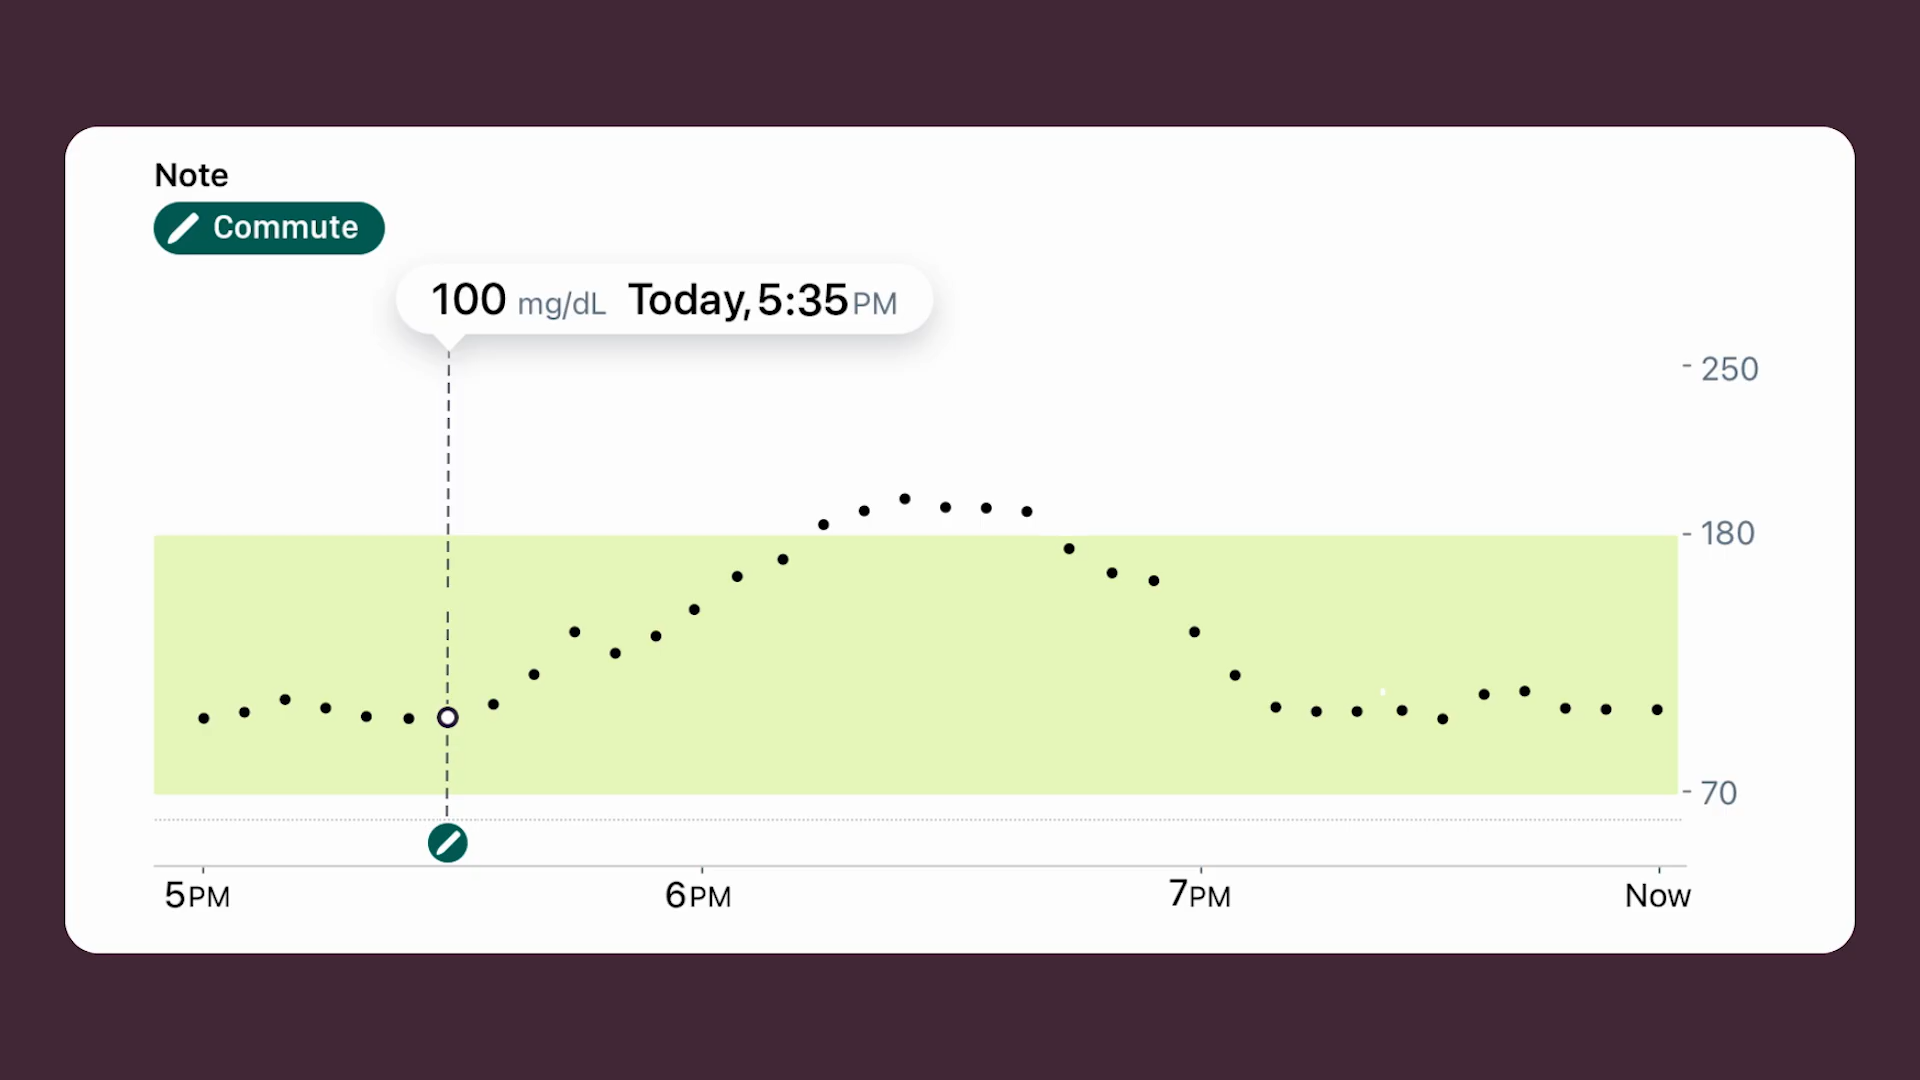 Note
Commute
100 mg/dL Today, 5:35 PM
- 250
- 180
- 70
5PM 6PM 7PM Now